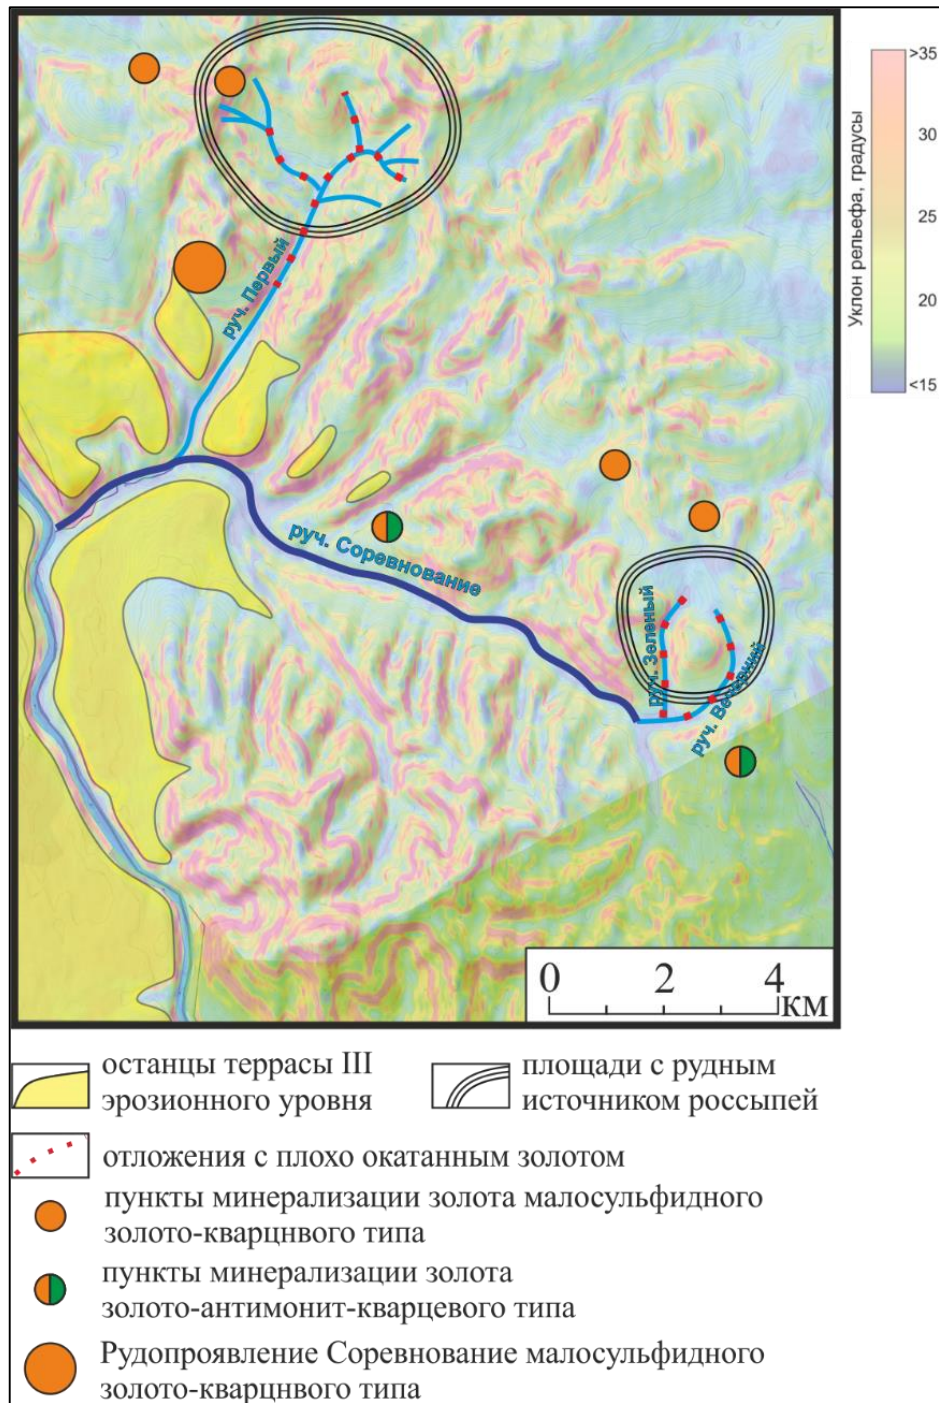 >35
30
25
20
<15
Уклон рельефа, градусы
руч. Первый
руч. Соревнование
руч. Зеленый
руч. Ве
0 2 4
км
останцы террасы III
эрозионного уровня
площади с рудным
источником россыпей
отложения с плохо окатанным золотом
пункты минерализации золота малосульфидного
золото-кварцнвого типа
пункты минерализации золота
золото-антимонит-кварцевого типа
Рудопроявление Соревнование малосульфидного
золото-кварцнвого типа